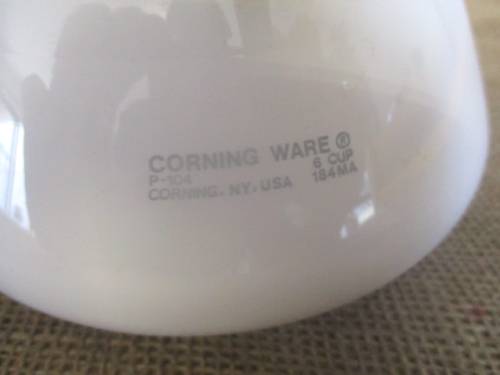 CORNING WARE ®
P-104 6 CUP
CORNING, NY, USA 184MA